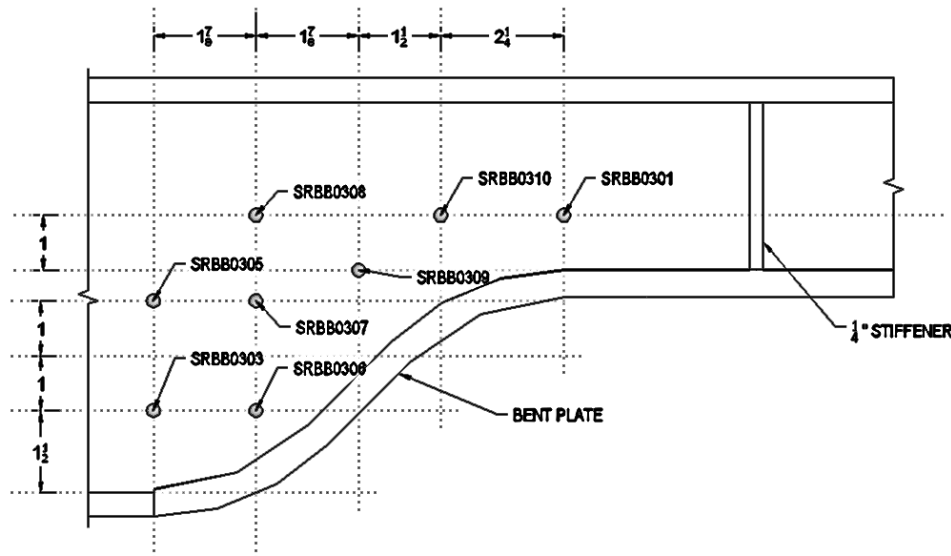 1⅞ 1⅞ 1½ 2¼
SRBB0308
SRBB0310
SRBB0301
1
SRBB0305
SRBB0309
1
SRBB0307
¼" STIFFENER
SRBB0303
SRBB0306
1
BENT PLATE
1½